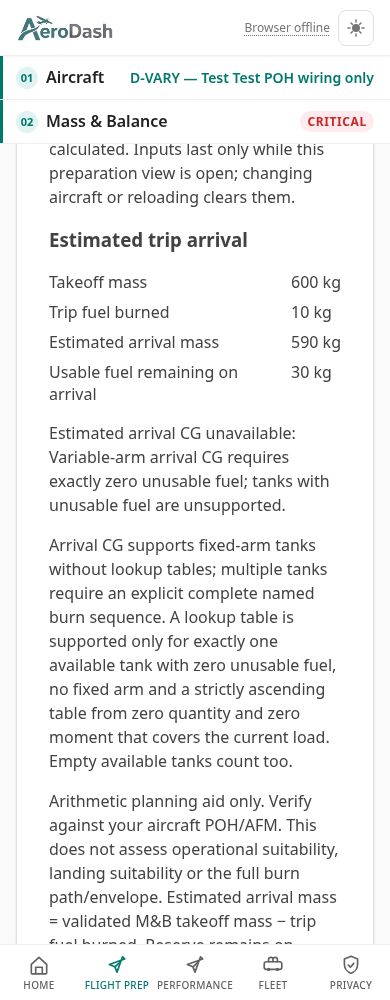 AeroDash
Browser offline
01 Aircraft D-VARY — Test Test POH wiring only
02 Mass & Balance CRITICAL
calculated. Inputs last only while this
preparation view is open; changing
aircraft or reloading clears them.
Estimated trip arrival
Takeoff mass 600 kg
Trip fuel burned 10 kg
Estimated arrival mass 590 kg
Usable fuel remaining on 30 kg
arrival
Estimated arrival CG unavailable:
Variable-arm arrival CG requires
exactly zero unusable fuel; tanks with
unusable fuel are unsupported.
Arrival CG supports fixed-arm tanks
without lookup tables; multiple tanks
require an explicit complete named
burn sequence. A lookup table is
supported only for exactly one
available tank with zero unusable fuel,
no fixed arm and a strictly ascending
table from zero quantity and zero
moment that covers the current load.
Empty available tanks count too.
Arithmetic planning aid only. Verify
against your aircraft POH/AFM. This
does not assess operational suitability,
landing suitability or the full burn
path/envelope. Estimated arrival mass
= validated M&B takeoff mass − trip
fuel burned. Reserve remains on
HOME FLIGHT PREP PERFORMANCE FLEET PRIVACY